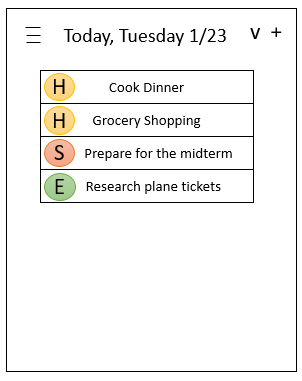 Today, Tuesday 1/23 v +
H Cook Dinner
H Grocery Shopping
S Prepare for the midterm
E Research plane tickets